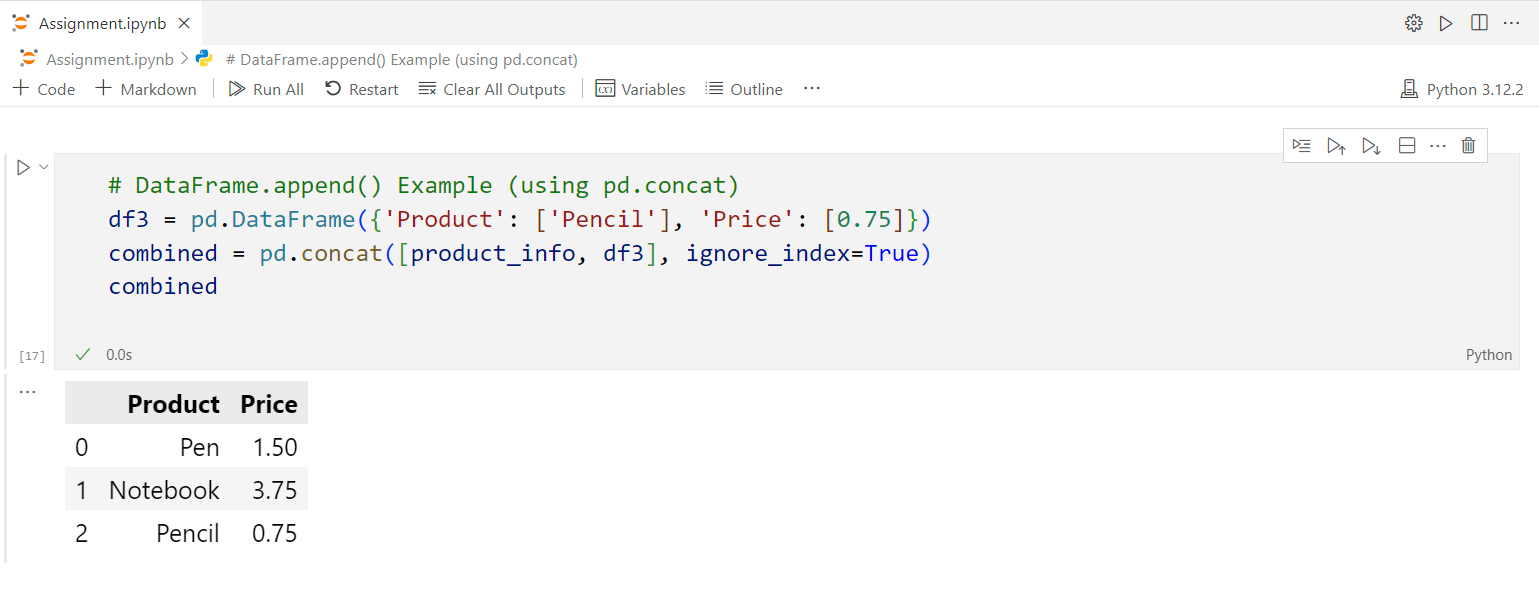 Assignment.ipynb
Assignment.ipynb > # DataFrame.append() Example (using pd.concat)
+ Code + Markdown Run All Restart Clear All Outputs Variables Outline ... Python 3.12.2
# DataFrame.append() Example (using pd.concat)
df3 = pd.DataFrame({'Product': ['Pencil'], 'Price': [0.75]})
combined = pd.concat([product_info, df3], ignore_index=True)
combined
[17] 0.0s Python
Product Price
0 Pen 1.50
1 Notebook 3.75
2 Pencil 0.75